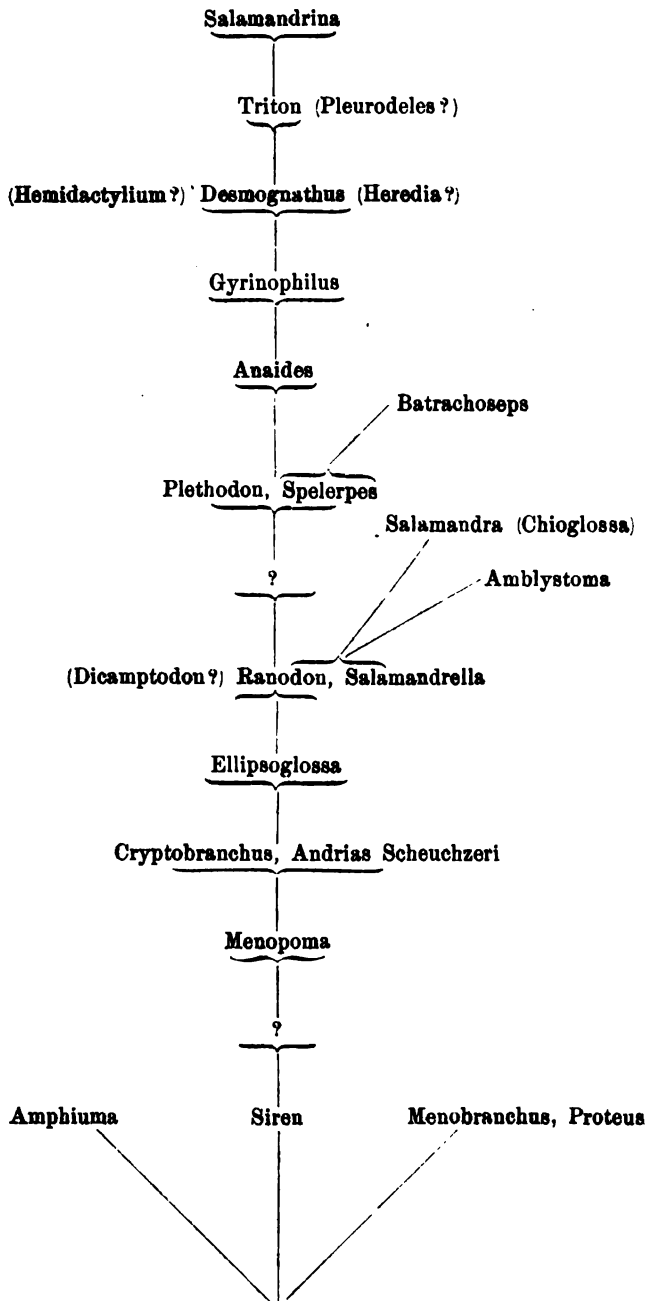 Salamandrina
Triton (Pleurodeles?)
(Hemidactylium?) Desmognathus (Heredia?)
Gyrinophilus
Anaides
Batrachoseps
Plethodon, Spelerpes
Salamandra (Chioglossa)
?
Amblystoma
(Dicamptodon?) Ranodon, Salamandrella
Ellipsoglossa
Cryptobranchus, Andrias Scheuchzeri
Menopoma
?
Amphiuma Siren Menobranchus, Proteus